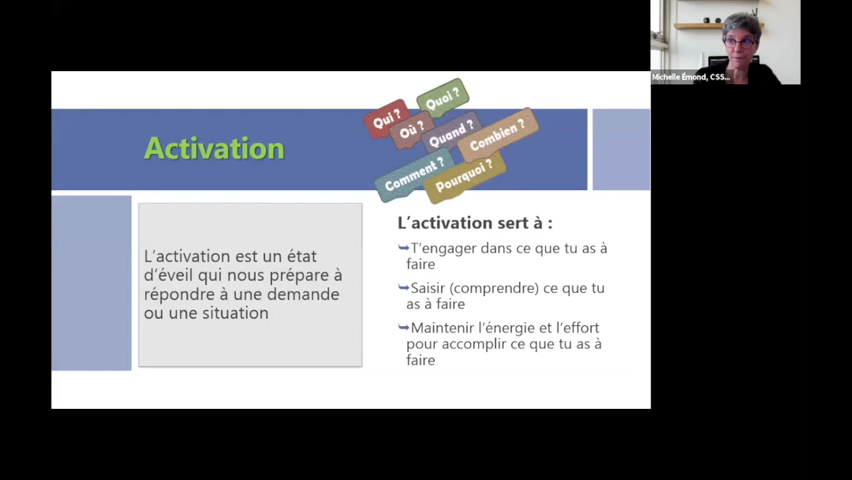 Michelle Émond, CSS...
Activation
Qui ?
Quoi ?
Où ?
Quand ?
Combien ?
Comment ?
Pourquoi ?
L'activation est un état
d'éveil qui nous prépare à
répondre à une demande
ou une situation
L'activation sert à :
T'engager dans ce que tu as à
faire
Saisir (comprendre) ce que tu
as à faire
Maintenir l'énergie et l'effort
pour accomplir ce que tu as à
faire